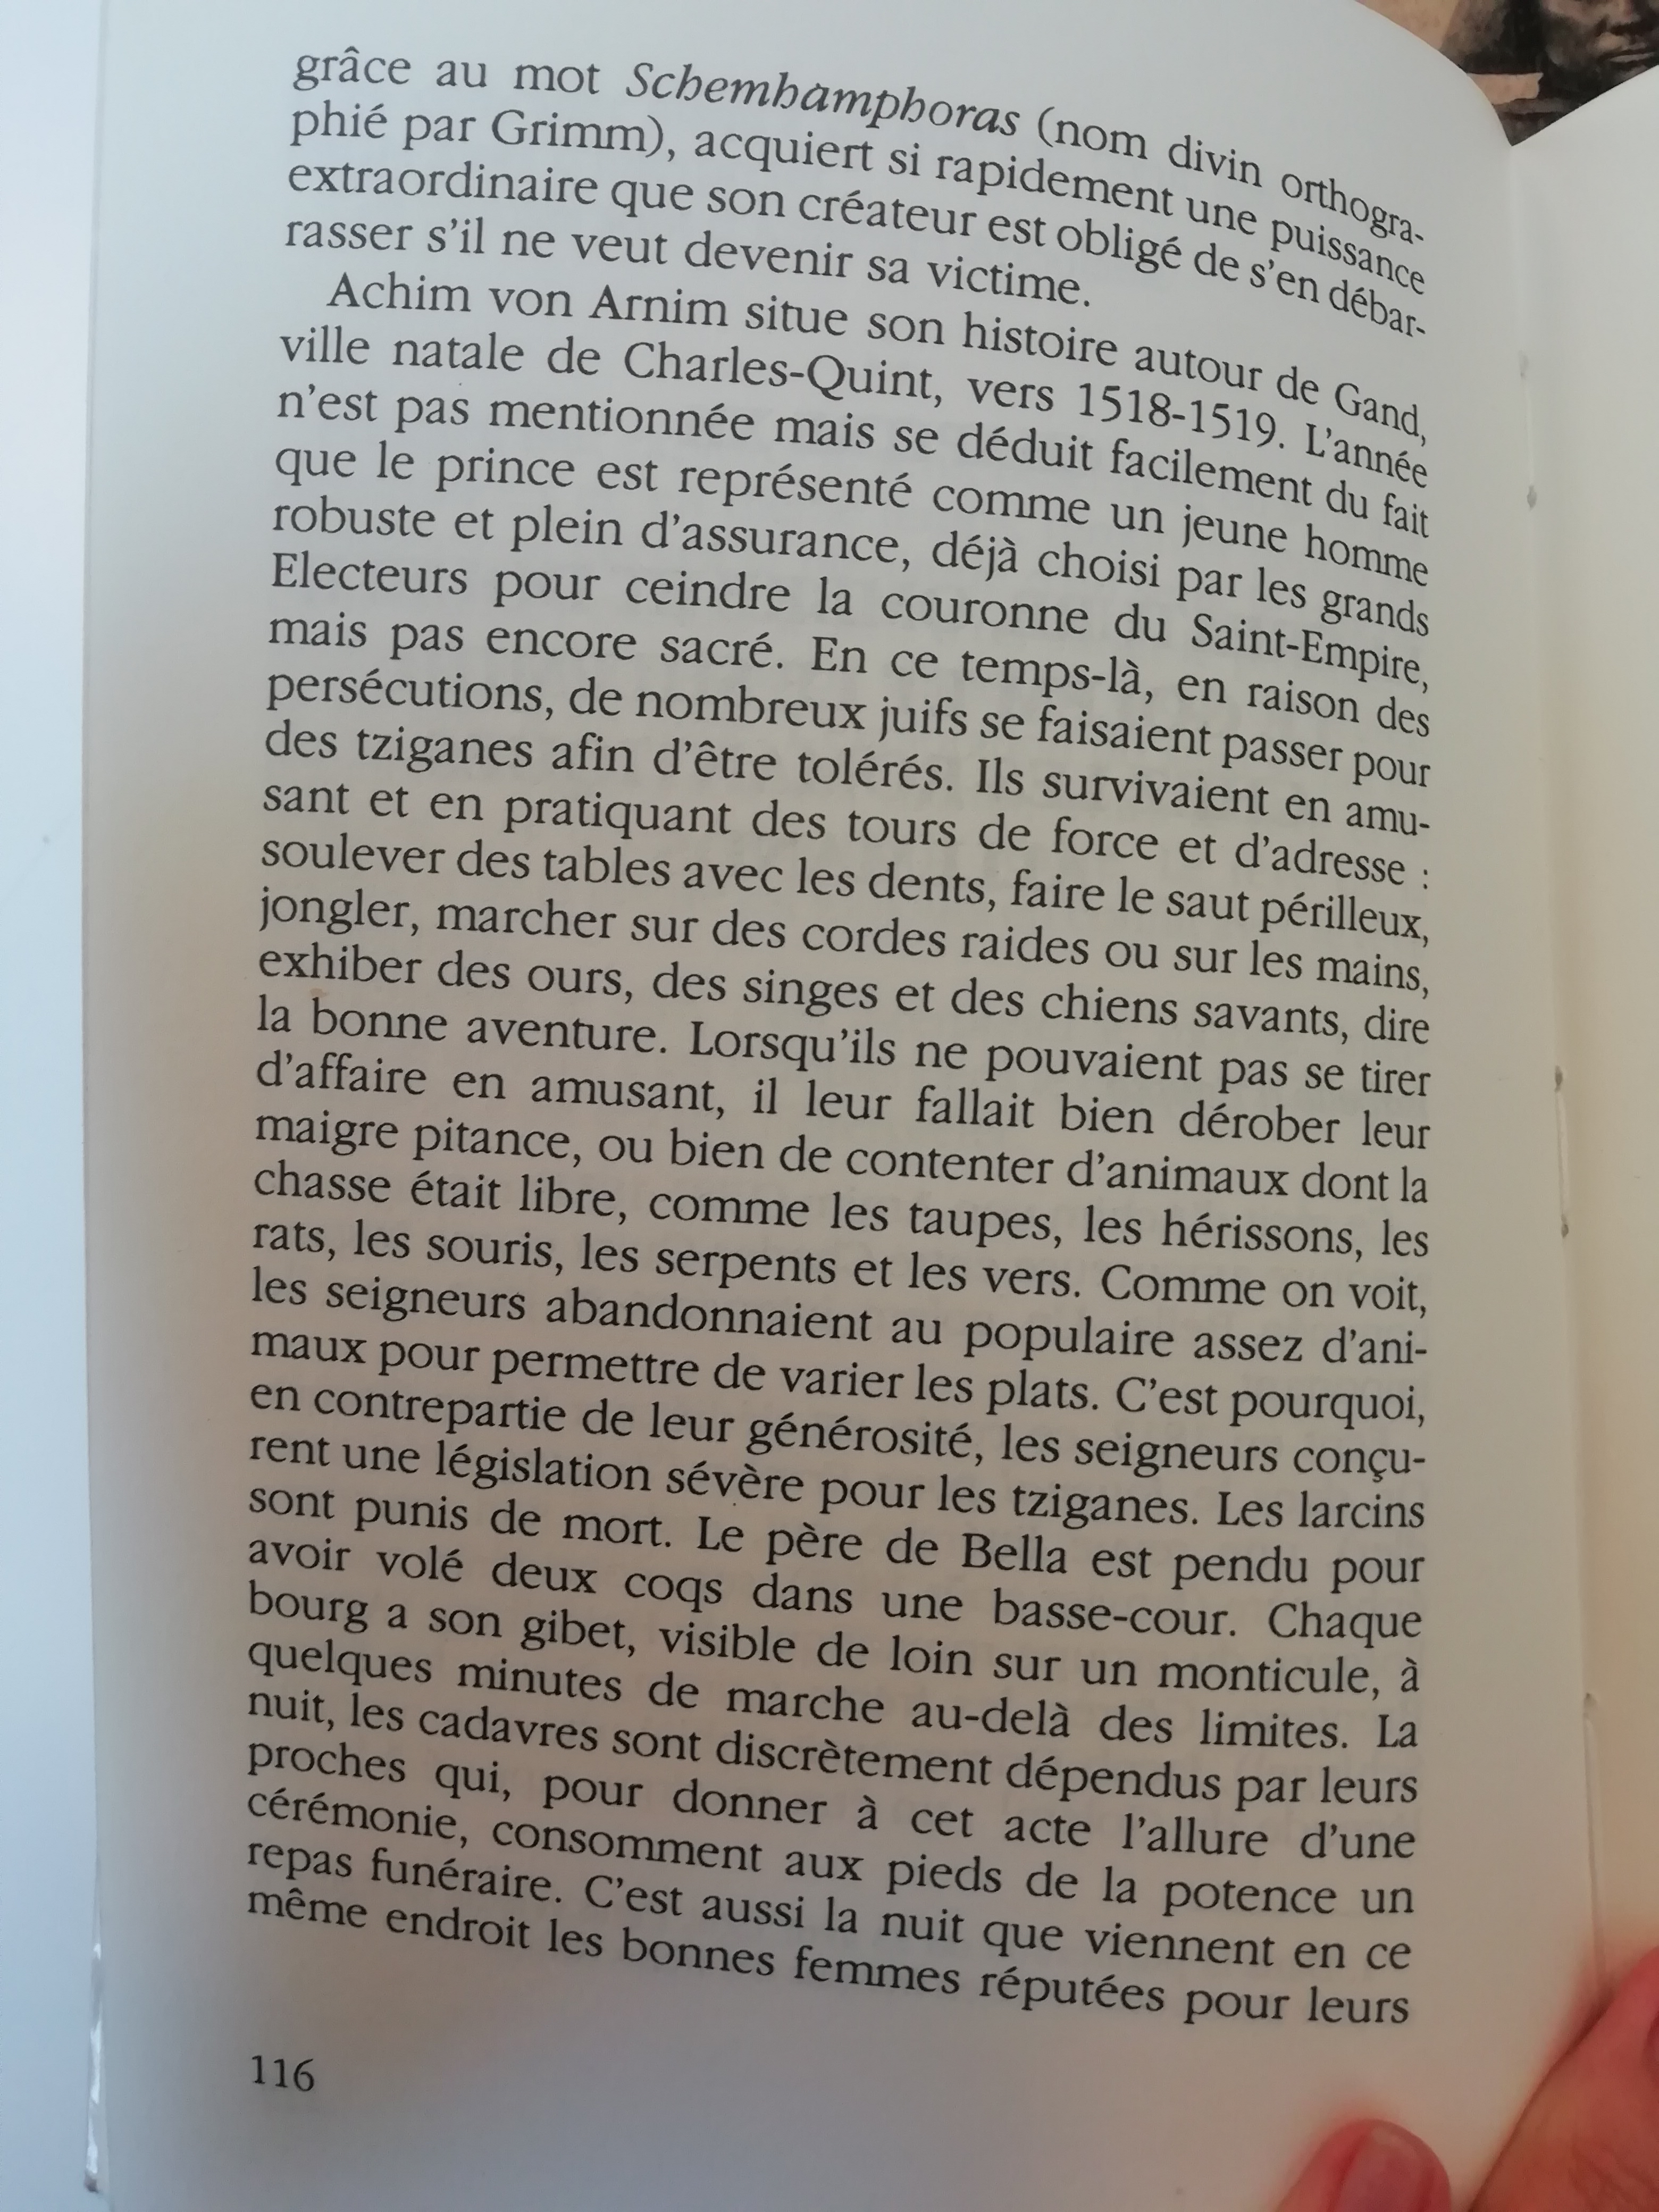 grâce au mot Schemhamphoras (nom divin orthogra-
phié par Grimm), acquiert si rapidement une puissance
extraordinaire que son créateur est obligé de s'en débar-
rasser s'il ne veut devenir sa victime.
Achim von Arnim situe son histoire autour de Gand,
ville natale de Charles-Quint, vers 1518-1519. L'année
n'est pas mentionnée mais se déduit facilement du fait
que le prince est représenté comme un jeune homme
robuste et plein d'assurance, déjà choisi par les grands
Electeurs pour ceindre la couronne du Saint-Empire,
mais pas encore sacré. En ce temps-là, en raison des
persécutions, de nombreux juifs se faisaient passer pour
des tziganes afin d'être tolérés. Ils survivaient en amu-
sant et en pratiquant des tours de force et d'adresse :
soulever des tables avec les dents, faire le saut périlleux,
jongler, marcher sur des cordes raides ou sur les mains,
exhiber des ours, des singes et des chiens savants, dire
la bonne aventure. Lorsqu'ils ne pouvaient pas se tirer
d'affaire en amusant, il leur fallait bien dérober leur
maigre pitance, ou bien de contenter d'animaux dont la
chasse était libre, comme les taupes, les hérissons, les
rats, les souris, les serpents et les vers. Comme on voit,
les seigneurs abandonnaient au populaire assez d'ani-
maux pour permettre de varier les plats. C'est pourquoi,
en contrepartie de leur générosité, les seigneurs conçu-
rent une législation sévère pour les tziganes. Les larcins
sont punis de mort. Le père de Bella est pendu pour
avoir volé deux coqs dans une basse-cour. Chaque
bourg a son gibet, visible de loin sur un monticule, à
quelques minutes de marche au-delà des limites. La
nuit, les cadavres sont discrètement dépendus par leurs
proches qui, pour donner à cet acte l'allure d'une
cérémonie, consomment aux pieds de la potence un
repas funéraire. C'est aussi la nuit que viennent en ce
même endroit les bonnes femmes réputées pour leurs
116